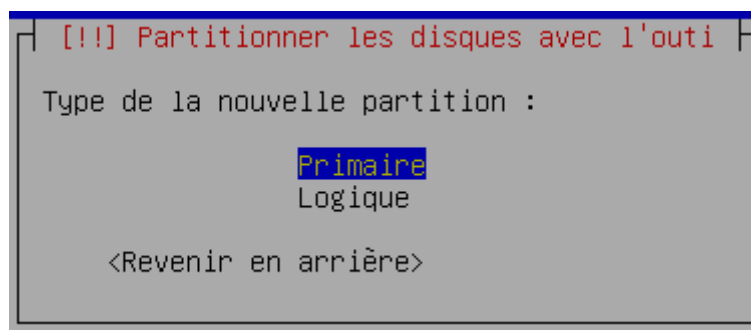 [!!] Partitionner les disques avec l'outi
Type de la nouvelle partition :
Primaire
Logique
<Revenir en arrière>